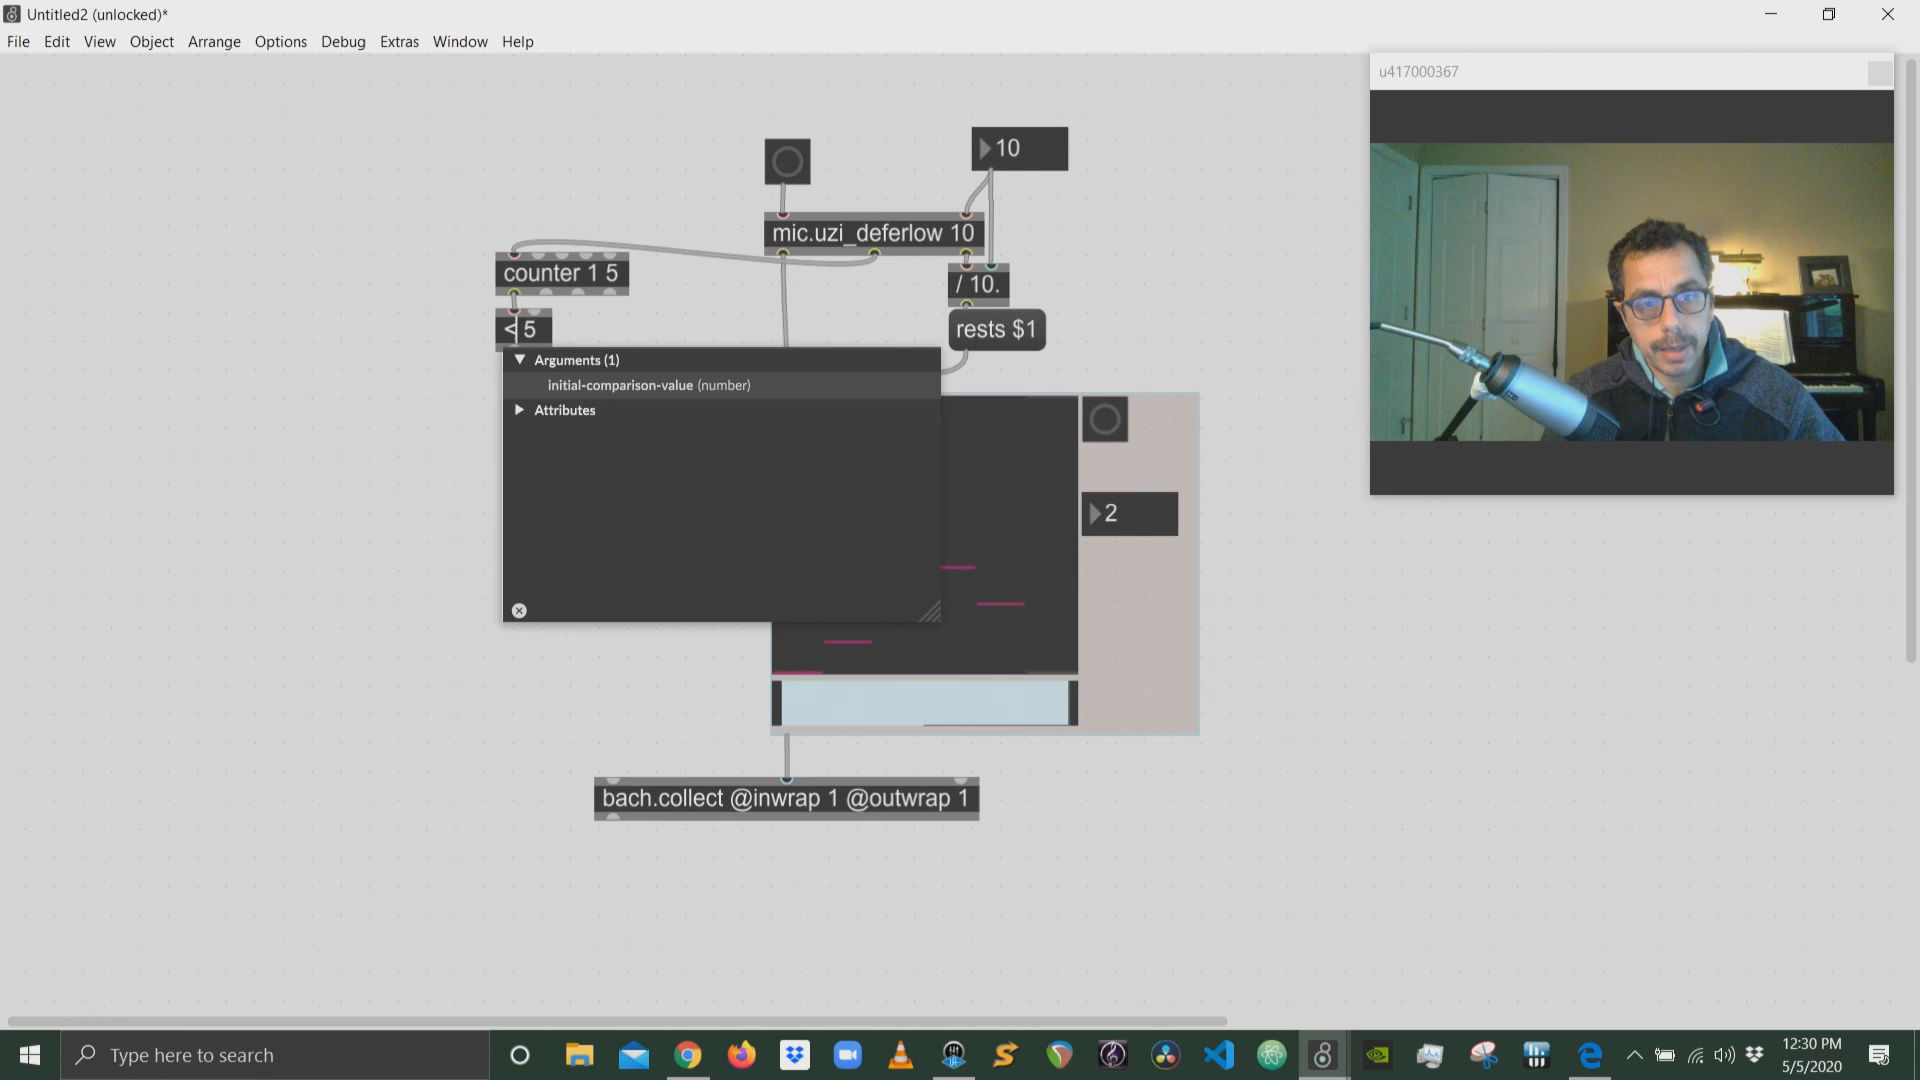 Untitled2 (unlocked)*
File Edit View Object Arrange Options Debug Extras Window Help
u417000367
10
mic.uzi_deferlow 10
counter 1 5
/ 10.
< 5
rests $1
Arguments (1)
initial-comparison-value (number)
Attributes
2
bach.collect @inwrap 1 @outwrap 1
Type here to search
12:30 PM
5/5/2020